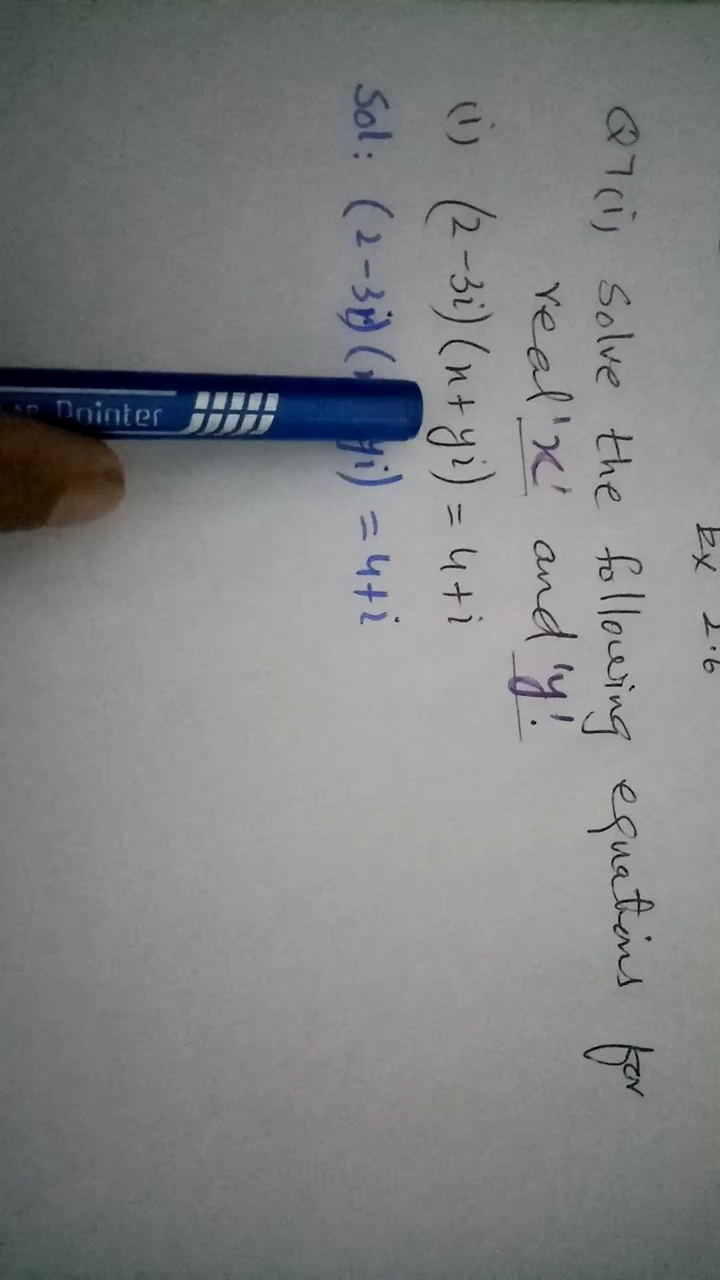 Ex 2.6
Q7(i) Solve the following equations for
real 'x' and 'y'.
(i) (2-3i)(x+yi) = 4+i
Sol: (2-3i)( yi) = 4+i
Pointer